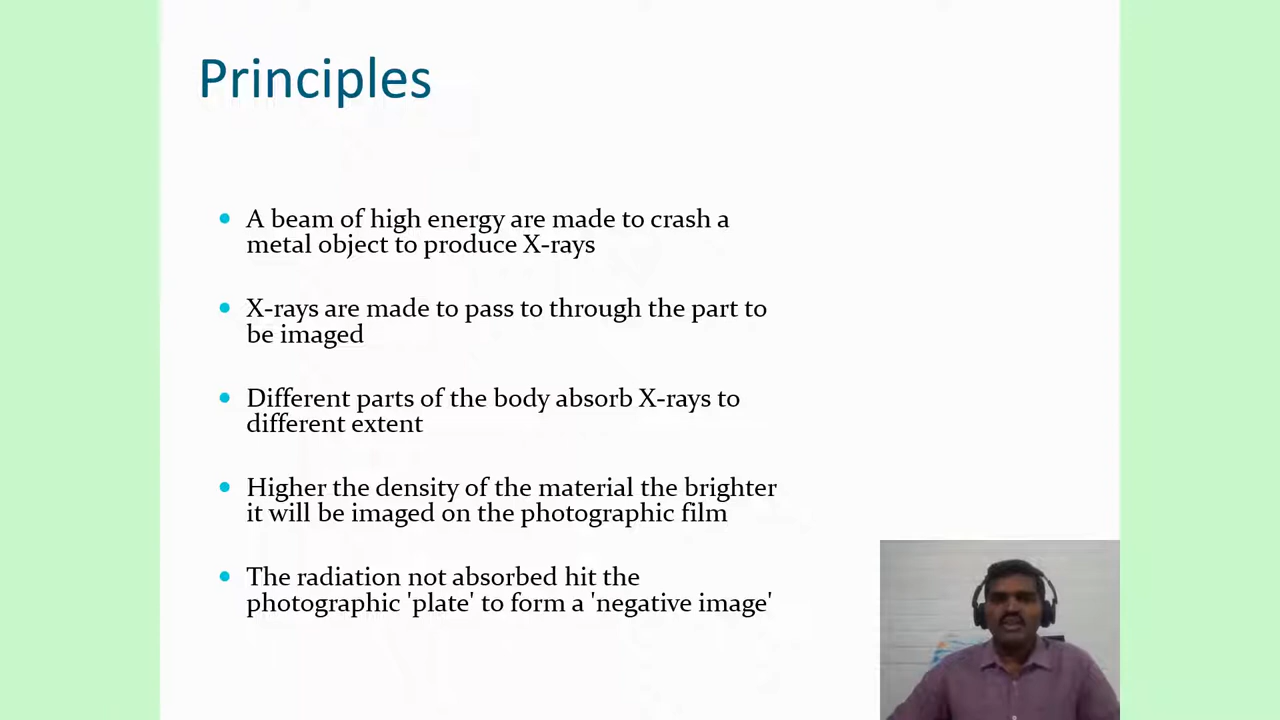 Principles
A beam of high energy are made to crash a
metal object to produce X-rays
X-rays are made to pass to through the part to
be imaged
Different parts of the body absorb X-rays to
different extent
Higher the density of the material the brighter
it will be imaged on the photographic film
The radiation not absorbed hit the
photographic 'plate' to form a 'negative image'